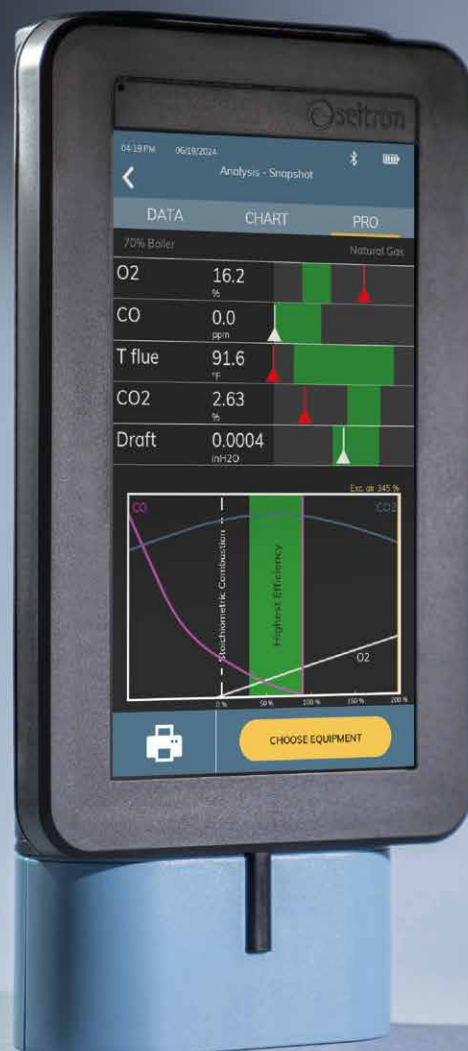 seitron
04:19 PM 06/19/2024
Analysis - Snapshot
DATA CHART PRO
70% Boiler Natural Gas
O2 16.2
%
CO 0.0
ppm
T flue 91.6
°F
CO2 2.63
%
Draft 0.0004
inH2O
Exc. air 345 %
CO CO2
Stoichiometric Combustion
Highest Efficiency
O2
0 % 50 % 100 % 150 % 200 %
CHOOSE EQUIPMENT